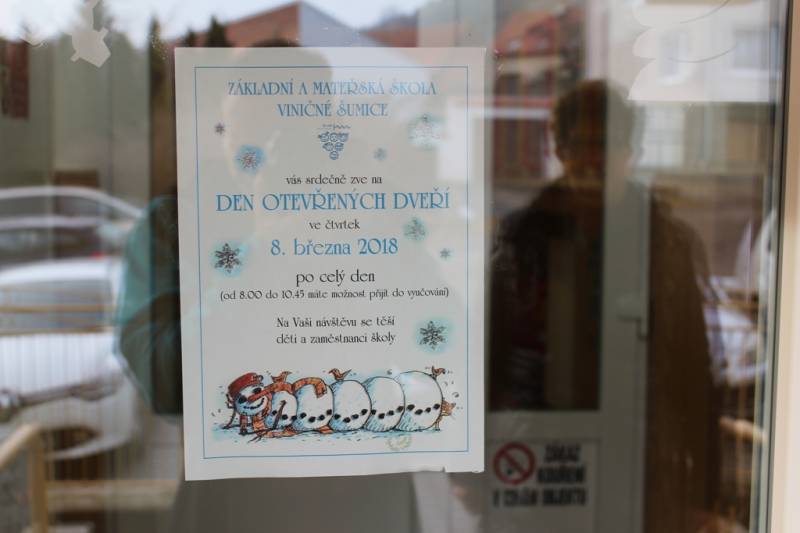 ZÁKLADNÍ A MATEŘSKÁ ŠKOLA
VINIČNÉ ŠUMICE
vás srdečně zve na
DEN OTEVŘENÝCH DVEŘÍ
ve čtvrtek
8. března 2018
po celý den
(od 8.00 do 10.45 máte možnost přijít do vyučování)
Na Vaši návštěvu se těší
děti a zaměstnanci školy
ZÁKAZ
KOUŘENÍ
V CELÉM OBJEKTU